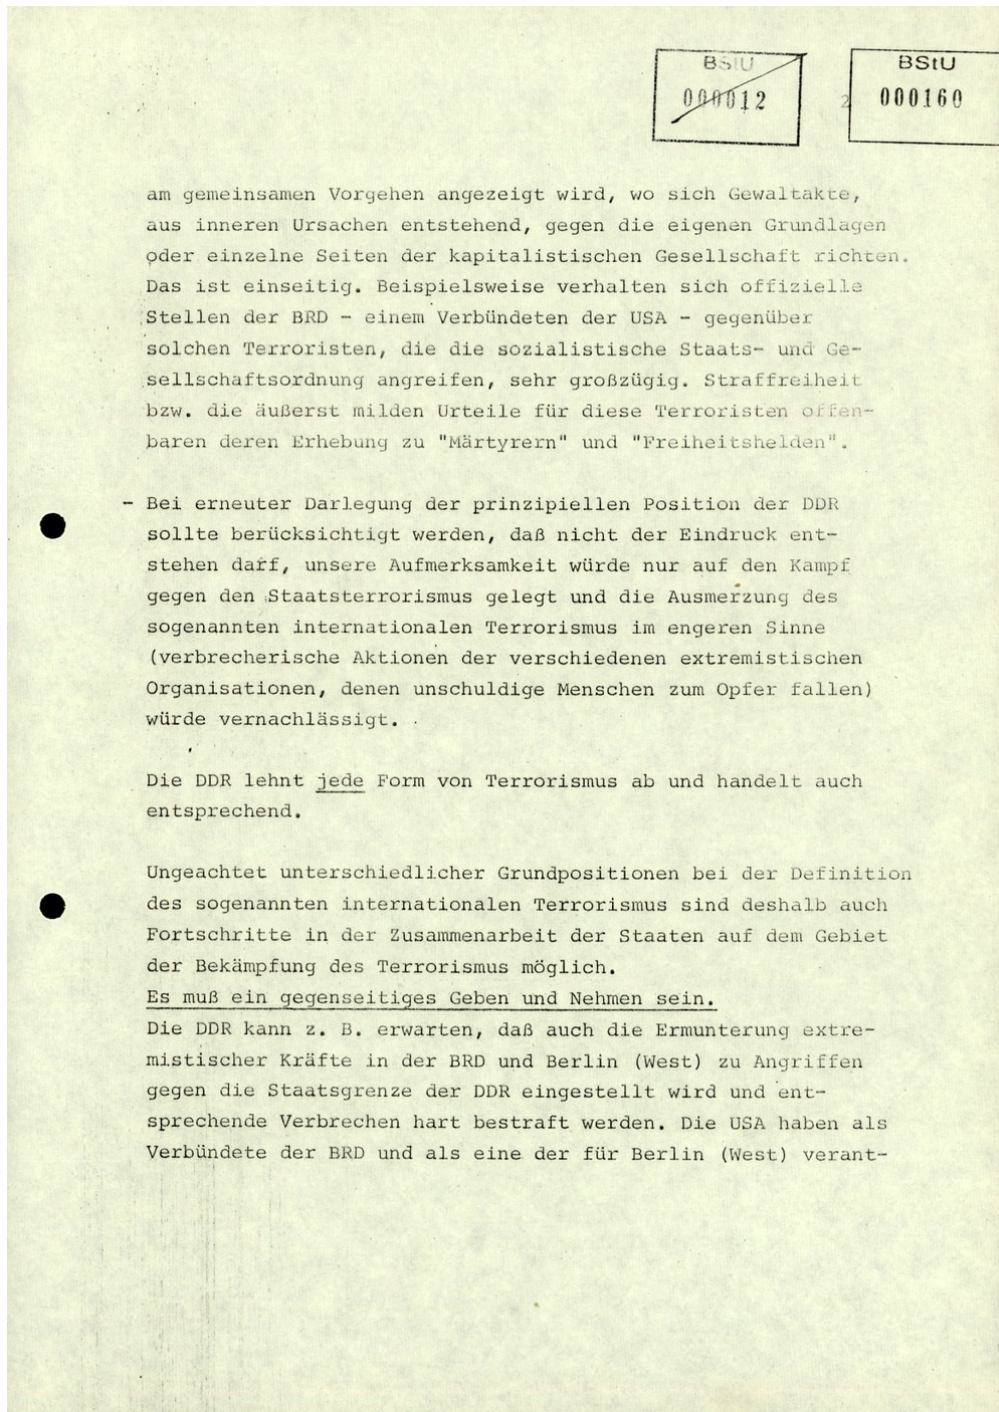 BStU
000012
2
BStU
000160
am gemeinsamen Vorgehen angezeigt wird, wo sich Gewaltakte,
aus inneren Ursachen entstehend, gegen die eigenen Grundlagen
oder einzelne Seiten der kapitalistischen Gesellschaft richten.
Das ist einseitig. Beispielsweise verhalten sich offizielle
Stellen der BRD - einem Verbündeten der USA - gegenüber
solchen Terroristen, die die sozialistische Staats- und Ge-
sellschaftsordnung angreifen, sehr großzügig. Straffreiheit
bzw. die äußerst milden Urteile für diese Terroristen offen-
baren deren Erhebung zu "Märtyrern" und "Freiheitshelden".
- Bei erneuter Darlegung der prinzipiellen Position der DDR
sollte berücksichtigt werden, daß nicht der Eindruck ent-
stehen darf, unsere Aufmerksamkeit würde nur auf den Kampf
gegen den Staatsterrorismus gelegt und die Ausmerzung des
sogenannten internationalen Terrorismus im engeren Sinne
(verbrecherische Aktionen der verschiedenen extremistischen
Organisationen, denen unschuldige Menschen zum Opfer fallen)
würde vernachlässigt.
Die DDR lehnt jede Form von Terrorismus ab und handelt auch
entsprechend.
Ungeachtet unterschiedlicher Grundpositionen bei der Definition
des sogenannten internationalen Terrorismus sind deshalb auch
Fortschritte in der Zusammenarbeit der Staaten auf dem Gebiet
der Bekämpfung des Terrorismus möglich.
Es muß ein gegenseitiges Geben und Nehmen sein.
Die DDR kann z. B. erwarten, daß auch die Ermunterung extre-
mistischer Kräfte in der BRD und Berlin (West) zu Angriffen
gegen die Staatsgrenze der DDR eingestellt wird und ent-
sprechende Verbrechen hart bestraft werden. Die USA haben als
Verbündete der BRD und als eine der für Berlin (West) verant-